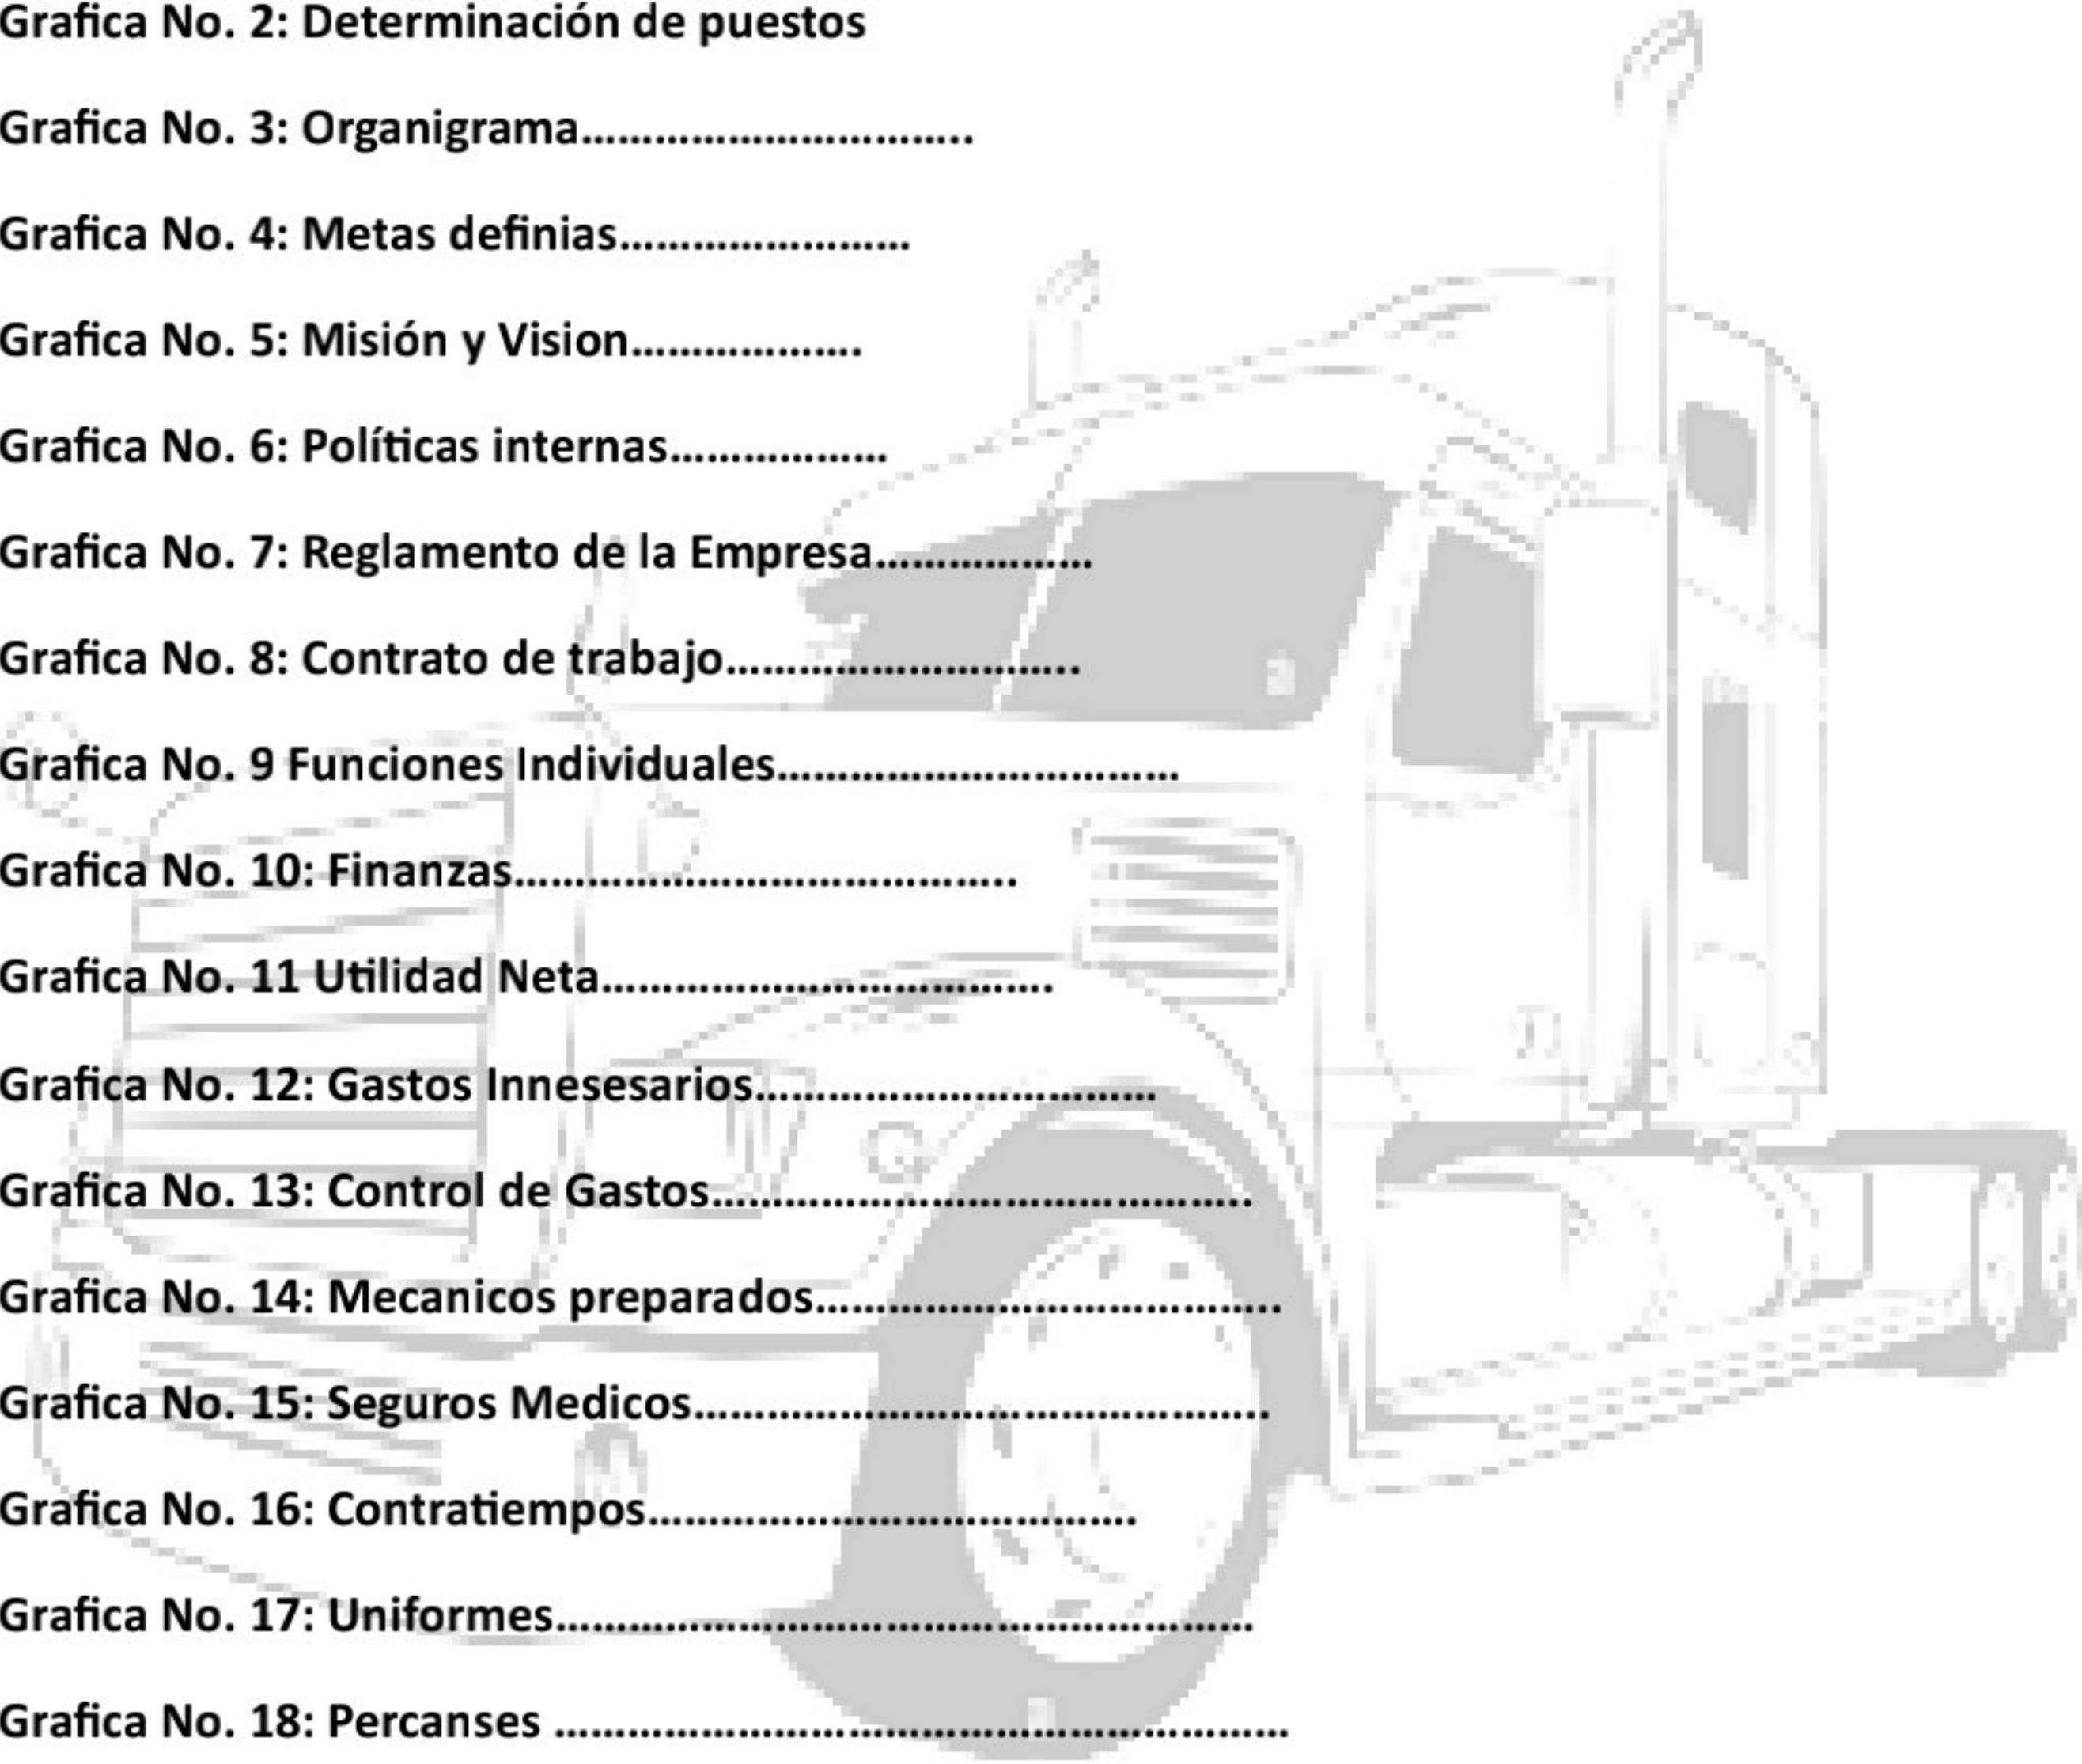 Grafica No. 2: Determinación de puestos
Grafica No. 3: Organigrama…………………………..
Grafica No. 4: Metas definias……………………
Grafica No. 5: Misión y Vision……………….
Grafica No. 6: Políticas internas………………
Grafica No. 7: Reglamento de la Empresa………………
Grafica No. 8: Contrato de trabajo………………………..
Grafica No. 9 Funciones Individuales……………………………
Grafica No. 10: Finanzas…………………………………..
Grafica No. 11 Utilidad Neta……………………………….
Grafica No. 12: Gastos Innesesarios……………………………
Grafica No. 13: Control de Gastos……………………………………..
Grafica No. 14: Mecanicos preparados………………………………..
Grafica No. 15: Seguros Medicos………………………………………..
Grafica No. 16: Contratiempos………………………………….
Grafica No. 17: Uniformes…………………………………………………
Grafica No. 18: Percanses ……………………………………………………